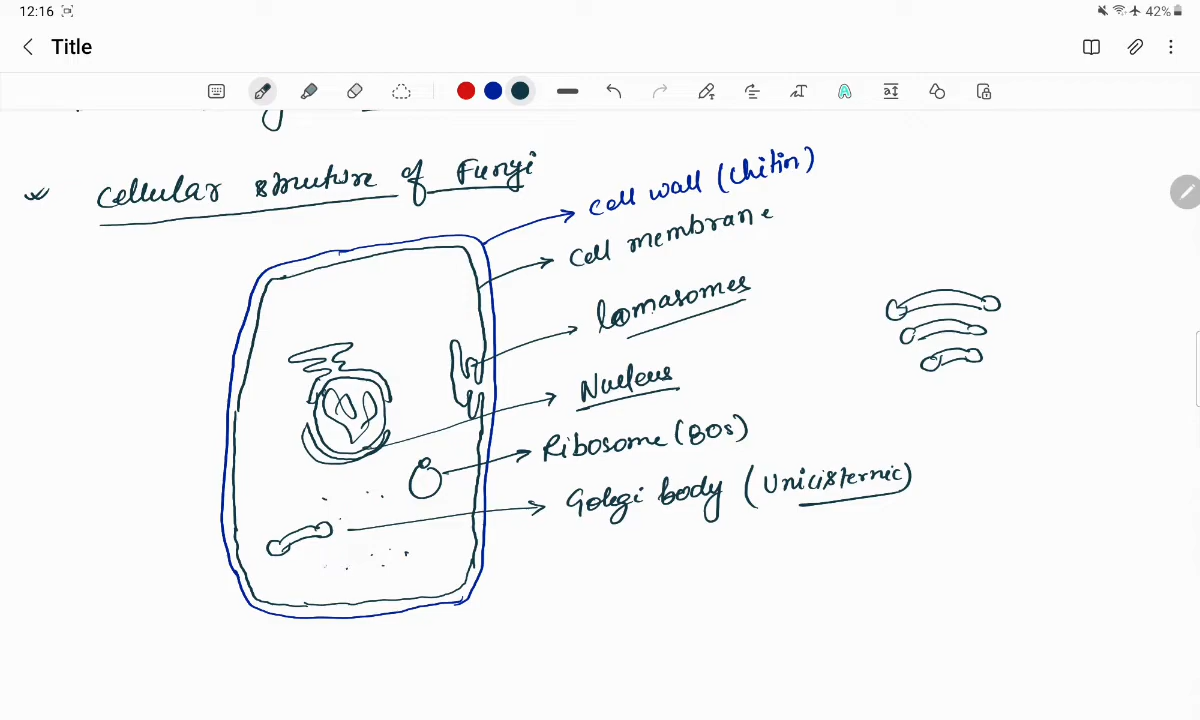 12:16
42%
Title
Cellular structure of Fungi
Cell wall (Chitin)
Cell membrane
lomasomes
Nucleus
Ribosome (80s)
Golgi body (Unicisternic)